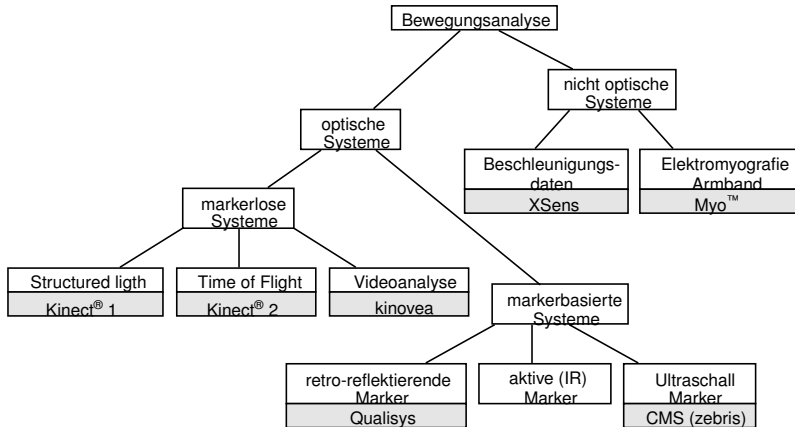 Bewegungsanalyse
nicht optische
Systeme
optische
Systeme
Beschleunigungs-
daten
XSens
Elektromyografie
Armband
Myo™
markerlose
Systeme
Structured ligth
Kinect® 1
Time of Flight
Kinect® 2
Videoanalyse
kinovea
markerbasierte
Systeme
retro-reflektierende
Marker
Qualisys
aktive (IR)
Marker
Ultraschall
Marker
CMS (zebris)